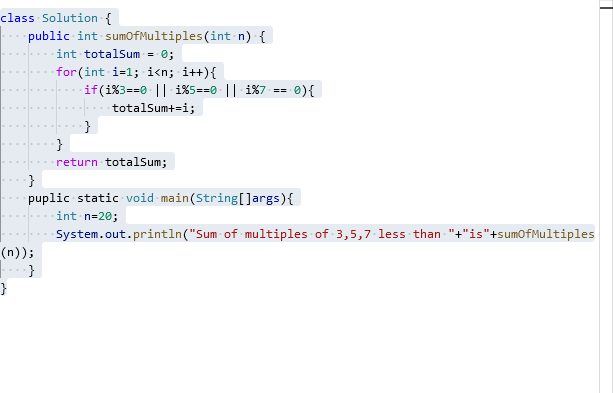 class Solution {
    public int sumOfMultiples(int n) {
        int totalSum = 0;
        for(int i=1; i<n; i++){
            if(i%3==0 || i%5==0 || i%7 == 0){
                totalSum+=i;
            }
        }
        return totalSum;
    }
    puplic static void main(String[]args){
        int n=20;
        System.out.println("Sum of multiples of 3,5,7 less than "+"is"+sumOfMultiples
(n));
    }
}